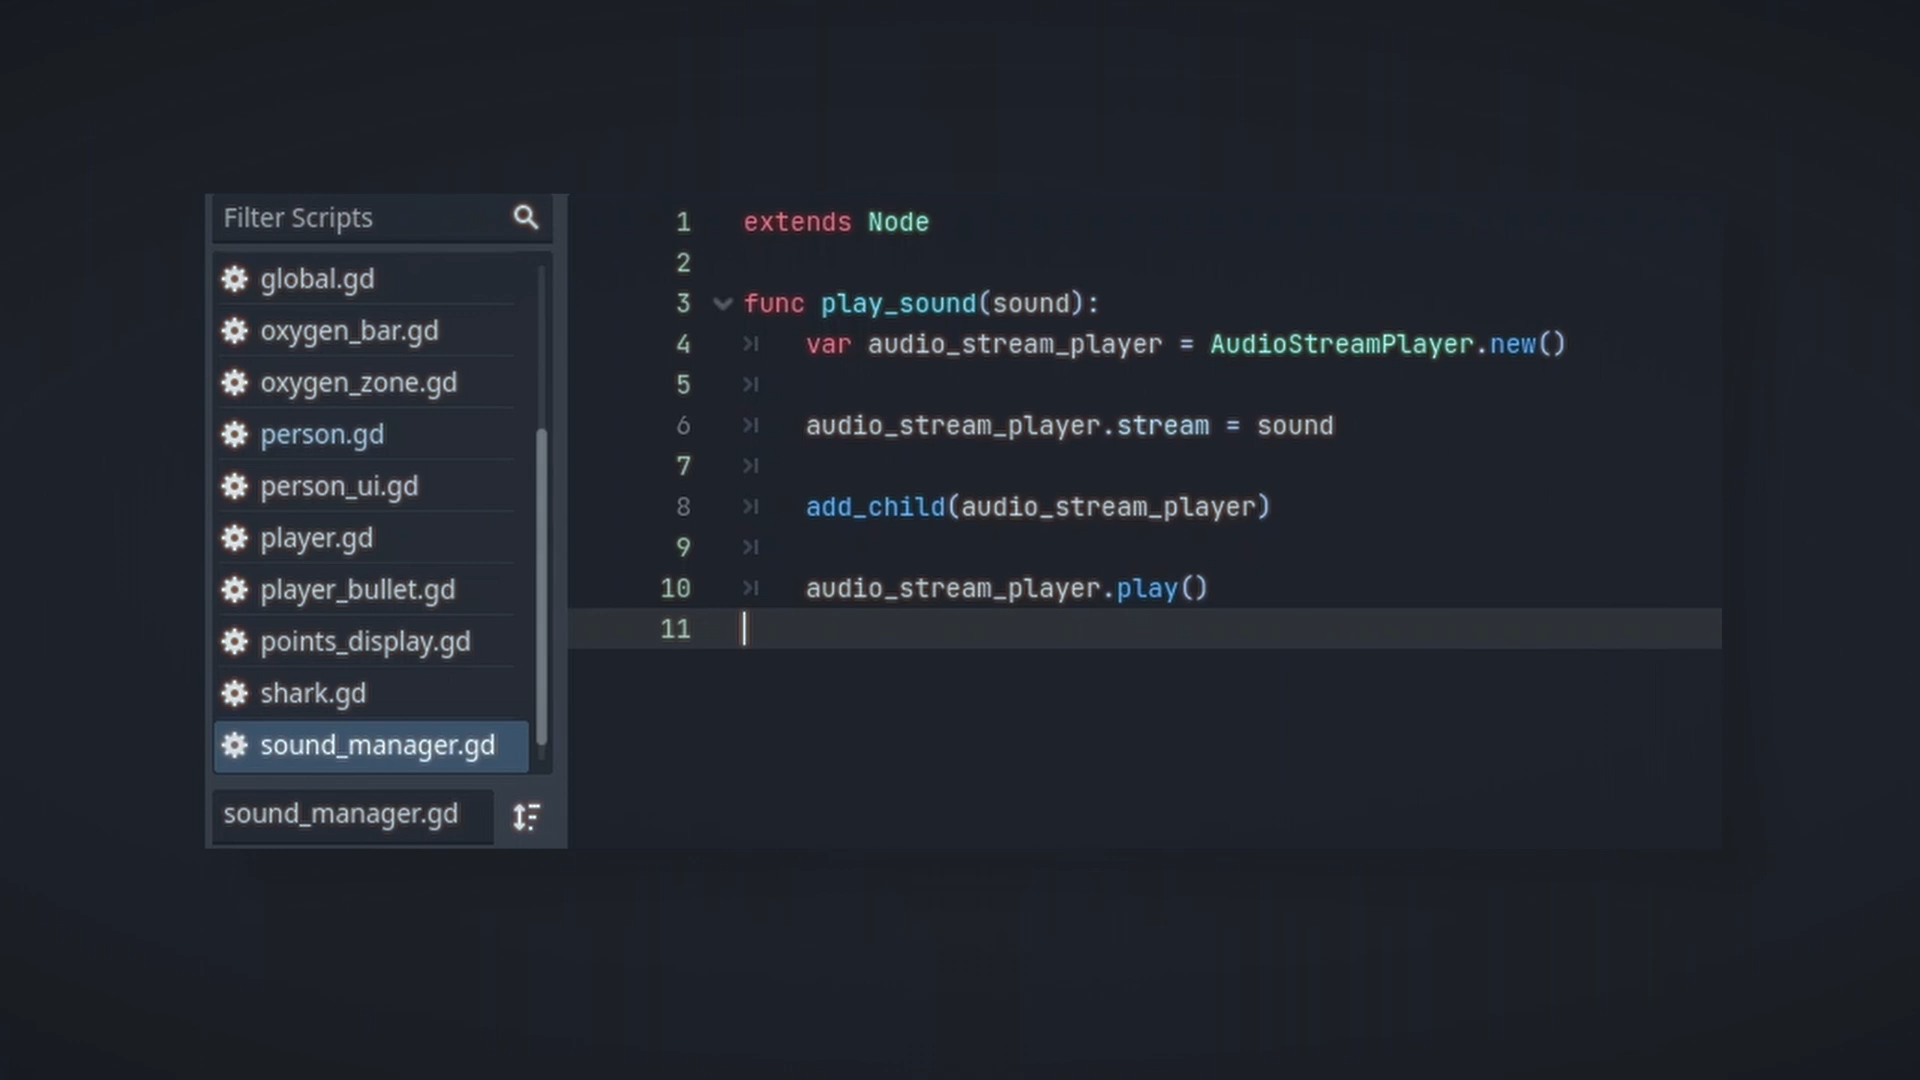 Filter Scripts
global.gd
oxygen_bar.gd
oxygen_zone.gd
person.gd
person_ui.gd
player.gd
player_bullet.gd
points_display.gd
shark.gd
sound_manager.gd
sound_manager.gd
1 extends Node
2
3 func play_sound(sound):
4 var audio_stream_player = AudioStreamPlayer.new()
5
6 audio_stream_player.stream = sound
7
8 add_child(audio_stream_player)
9
10 audio_stream_player.play()
11